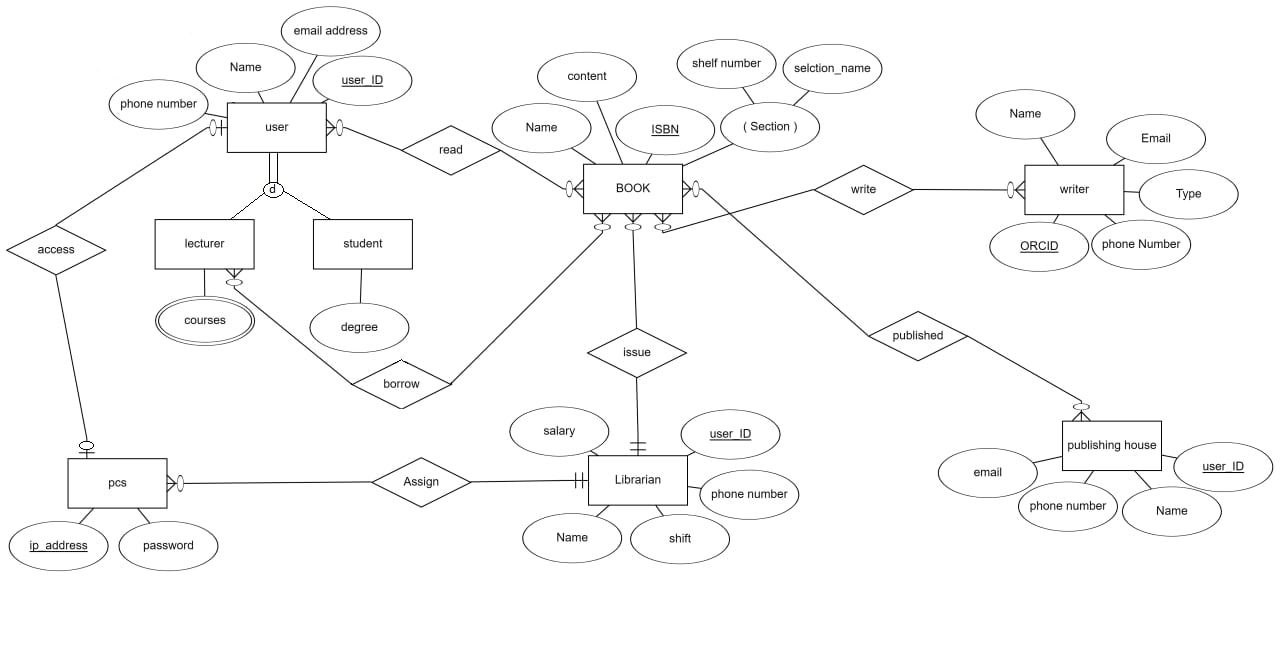 email address
Name
user_ID
phone number
user
d
lecturer
student
courses
degree
access
read
borrow
content
Name
ISBN
shelf number
selction_name
( Section )
BOOK
write
Name
Email
writer
Type
ORCID
phone Number
issue
published
salary
user_ID
Librarian
phone number
Name
shift
Assign
pcs
ip_address
password
publishing house
email
user_ID
phone number
Name